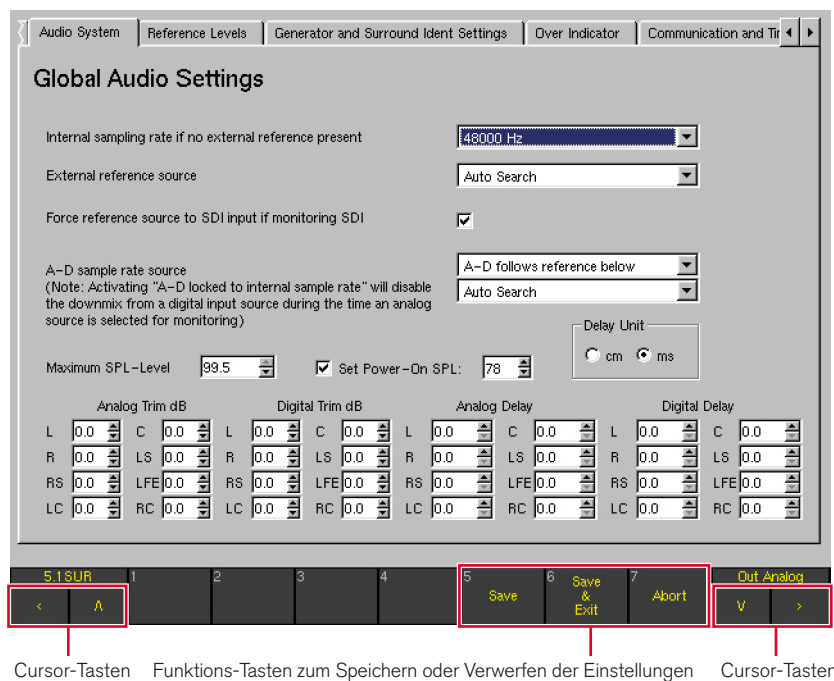 Audio System Reference Levels Generator and Surround Ident Settings Over Indicator Communication and Tir
Global Audio Settings
Internal sampling rate if no external reference present 48000 Hz
External reference source Auto Search
Force reference source to SDI input if monitoring SDI
A-D sample rate source A-D follows reference below
(Note: Activating "A-D locked to internal sample rate" will disable Auto Search
the downmix from a digital input source during the time an analog
source is selected for monitoring)
Delay Unit
cm ms
Maximum SPL-Level 99.5 Set Power-On SPL: 78
Analog Trim dB Digital Trim dB Analog Delay Digital Delay
L 0.0 C 0.0 L 0.0 C 0.0 L 0.0 C 0.0 L 0.0 C 0.0
R 0.0 LS 0.0 R 0.0 LS 0.0 R 0.0 LS 0.0 R 0.0 LS 0.0
RS 0.0 LFE 0.0 RS 0.0 LFE 0.0 RS 0.0 LFE 0.0 RS 0.0 LFE 0.0
LC 0.0 RC 0.0 LC 0.0 RC 0.0 LC 0.0 RC 0.0 LC 0.0 RC 0.0
5.1SUR 1 2 3 4 5 Save 6 Save & Exit 7 Abort Out Analog
< Λ V >
Cursor-Tasten Funktions-Tasten zum Speichern oder Verwerfen der Einstellungen Cursor-Tasten